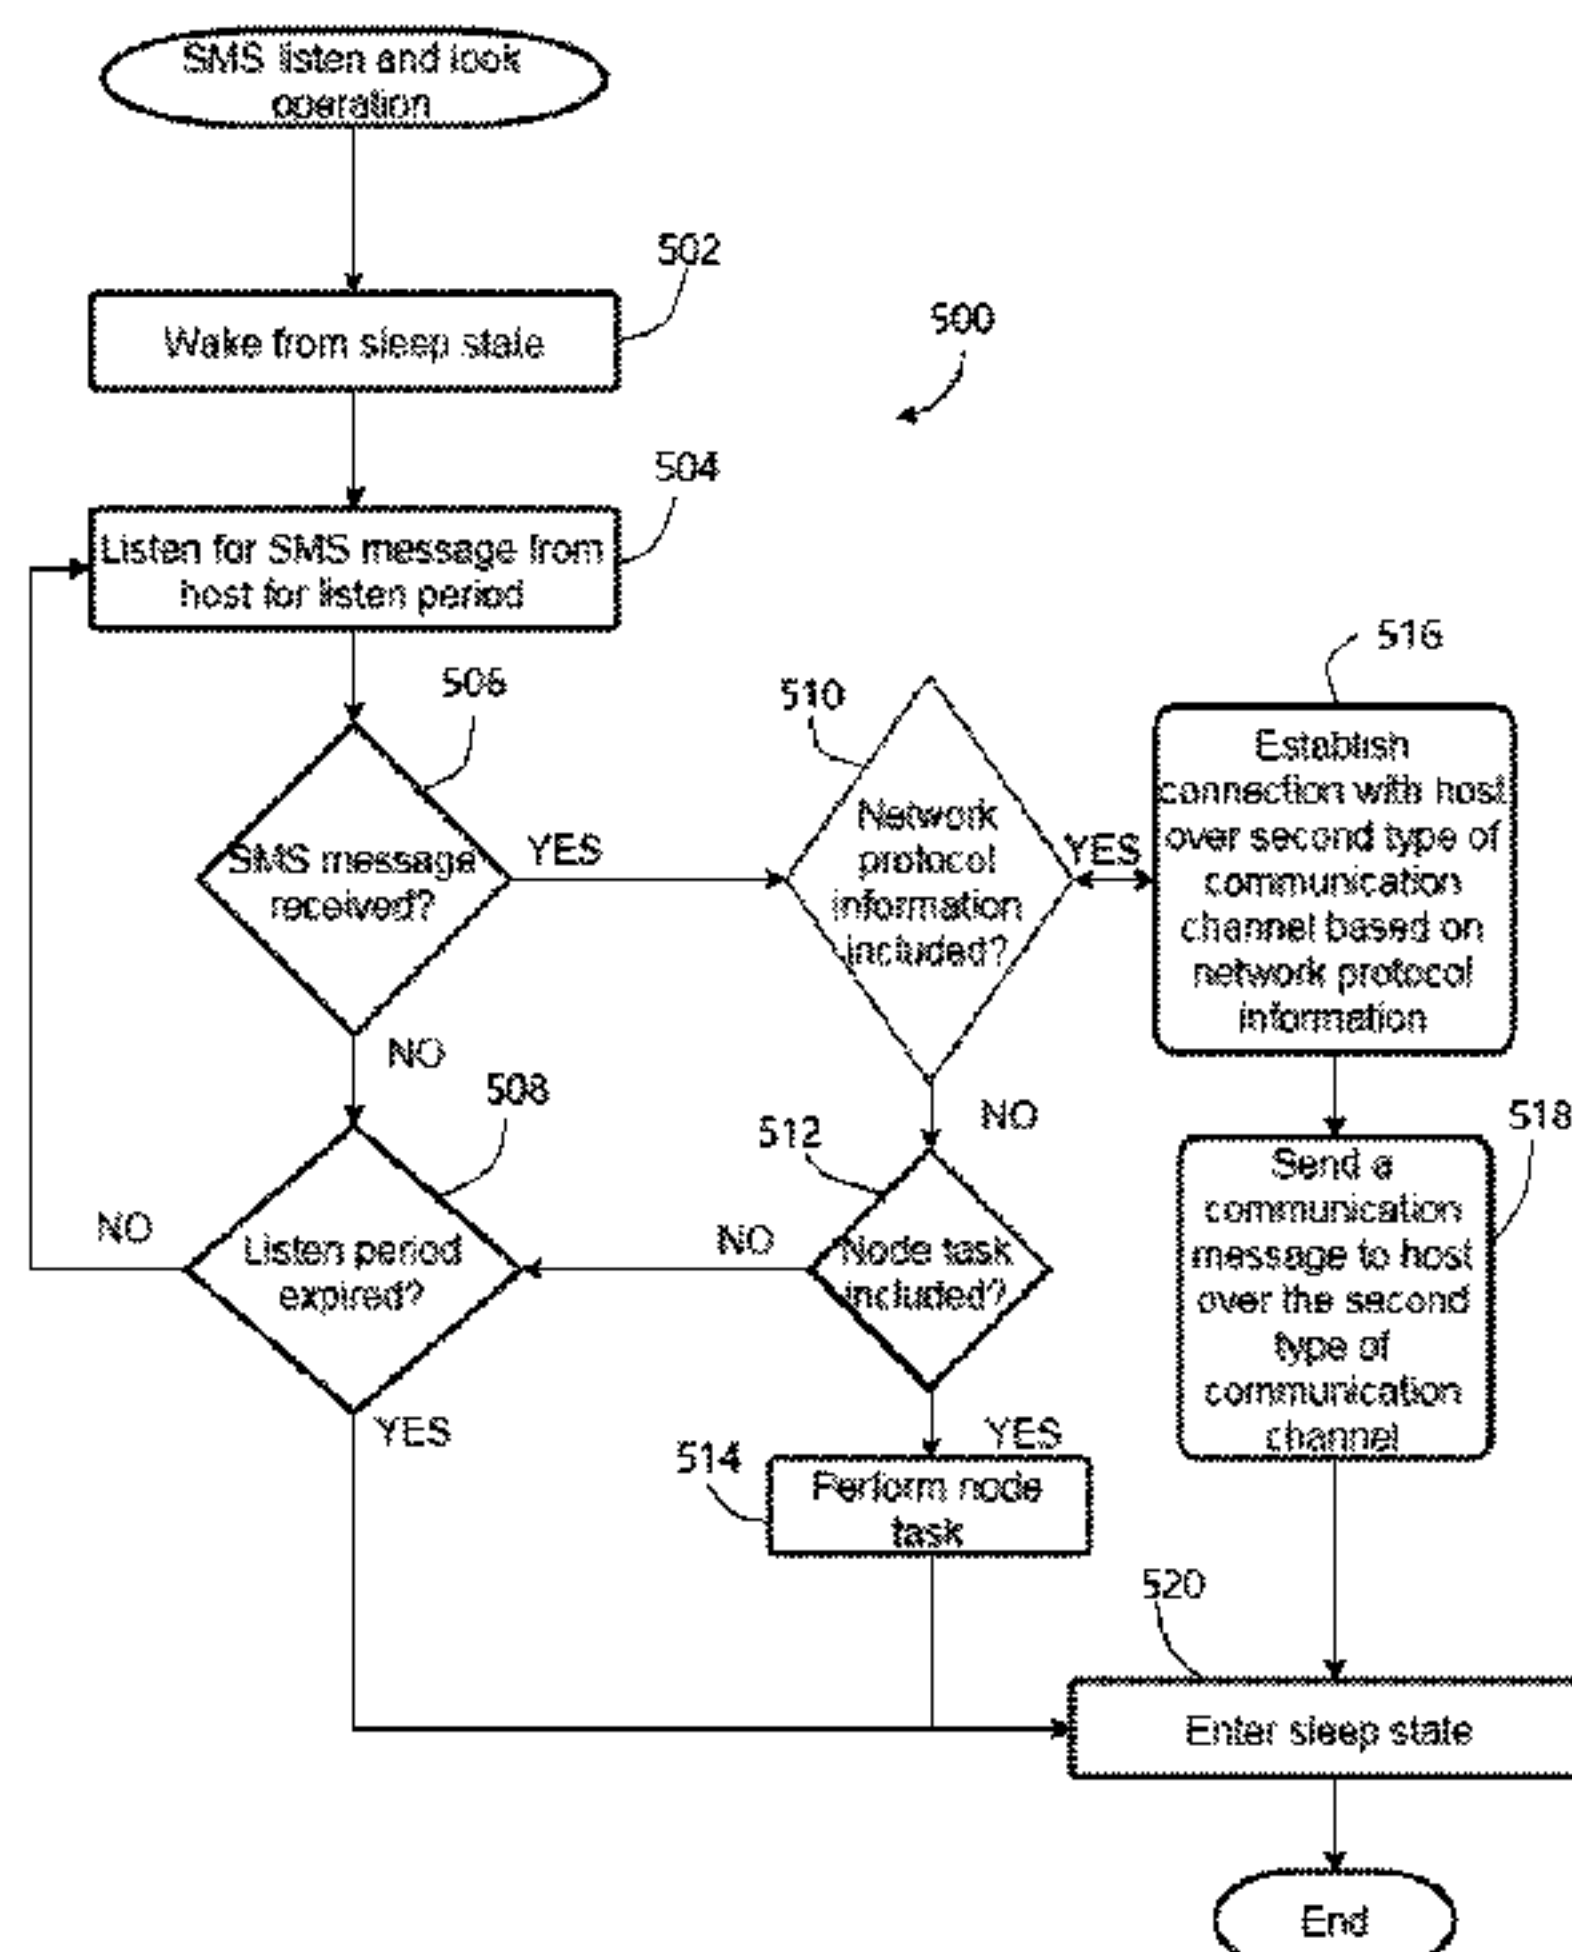 SMS listen and look
operation
502
Wake from sleep state
500
504
Listen for SMS message from
host for listen period
506
SMS message
received?
YES
NO
510
Network
protocol
information
included?
YES
NO
516
Establish
connection with host
over second type of
communication
channel based on
network protocol
information
508
Listen period
expired?
NO
YES
512
Node task
included?
NO
YES
514
Perform node
task
518
Send a
communication
message to host
over the second
type of
communication
channel
520
Enter sleep state
End